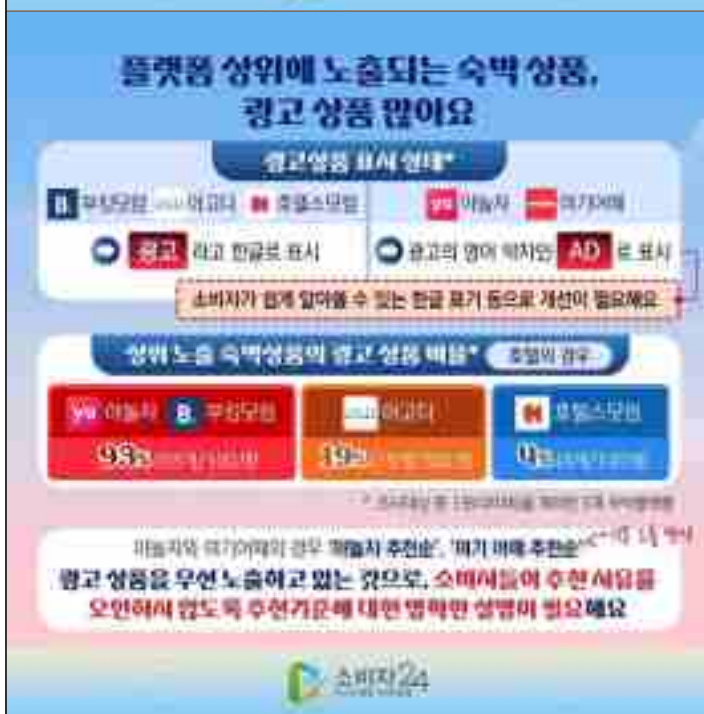 플랫폼 상위에 노출되는 숙박 상품,
광고 상품 많아요
광고상품 표시 실태*
B 부킹닷컴 아고다 H 호텔스닷컴
ya 야놀자 여기어때
광고 라고 한글로 표시
광고의 영어 약자인 AD 로 표시
소비자가 쉽게 알아볼 수 있는 한글 표기 등으로 개선이 필요해요
상위 노출 숙박상품의 광고 상품 비율* 호텔의 경우
ya 야놀자 B 부킹닷컴
아고다
H 호텔스닷컴
야놀자와 여기어때의 경우 '야놀자 추천순', '여기 어때 추천순'
광고 상품을 우선 노출하고 있는 것으로, 소비자들이 추천 사유를
오인하지 않도록 추천기준에 대한 명확한 설명이 필요해요
소비자24